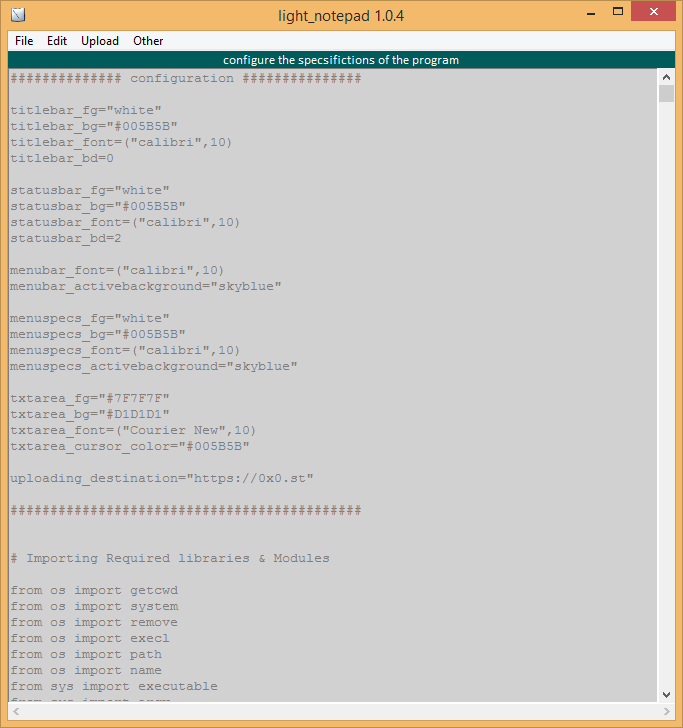 light_notepad 1.0.4
File Edit Upload Other
configure the specsifictions of the program
############## configuration ###############
titlebar_fg="white"
titlebar_bg="#005B5B"
titlebar_font=("calibri",10)
titlebar_bd=0
statusbar_fg="white"
statusbar_bg="#005B5B"
statusbar_font=("calibri",10)
statusbar_bd=2
menubar_font=("calibri",10)
menubar_activebackground="skyblue"
menuspecs_fg="white"
menuspecs_bg="#005B5B"
menuspecs_font=("calibri",10)
menuspecs_activebackground="skyblue"
txtarea_fg="#7F7F7F"
txtarea_bg="#D1D1D1"
txtarea_font=("Courier New",10)
txtarea_cursor_color="#005B5B"
uploading_destination="https://0x0.st"
############################################
# Importing Required libraries & Modules
from os import getcwd
from os import system
from os import remove
from os import execl
from os import path
from os import name
from sys import executable
from sys import argv